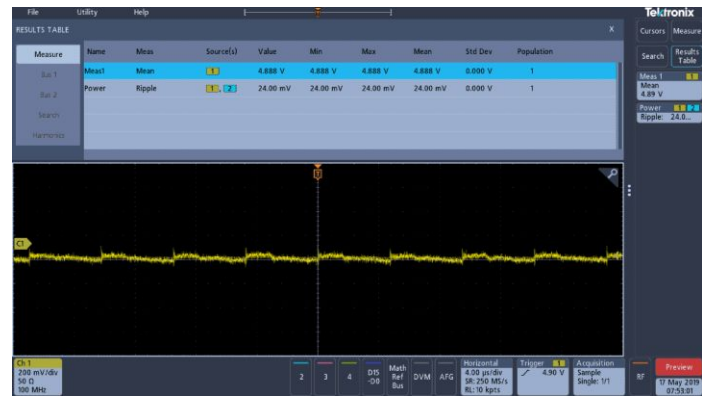 File Utility Help
Tektronix
RESULTS TABLE X
Cursors Measure
Measure
Name Meas Source(s) Value Min Max Mean Std Dev Population
Meas1 Mean 1 4.888 V 4.888 V 4.888 V 4.888 V 0.000 V 1
Power Ripple 1, 2 24.00 mV 24.00 mV 24.00 mV 24.00 mV 0.000 V 1
Bus 1
Bus 2
Search
Harmonics
Search Results Table
Meas 1 1
Mean
4.89 V
Power 1 2
Ripple: 24.0...
C1
Ch 1
200 mV/div
50 Ω
100 MHz
2 3 4
D15
-D0
Math
Ref
Bus
DVM AFG
Horizontal
4.00 µs/div
SR: 250 MS/s
RL: 10 kpts
Trigger 1
4.90 V
Acquisition
Sample
Single: 1/1
RF
Preview
17 May 2019
07:53:01